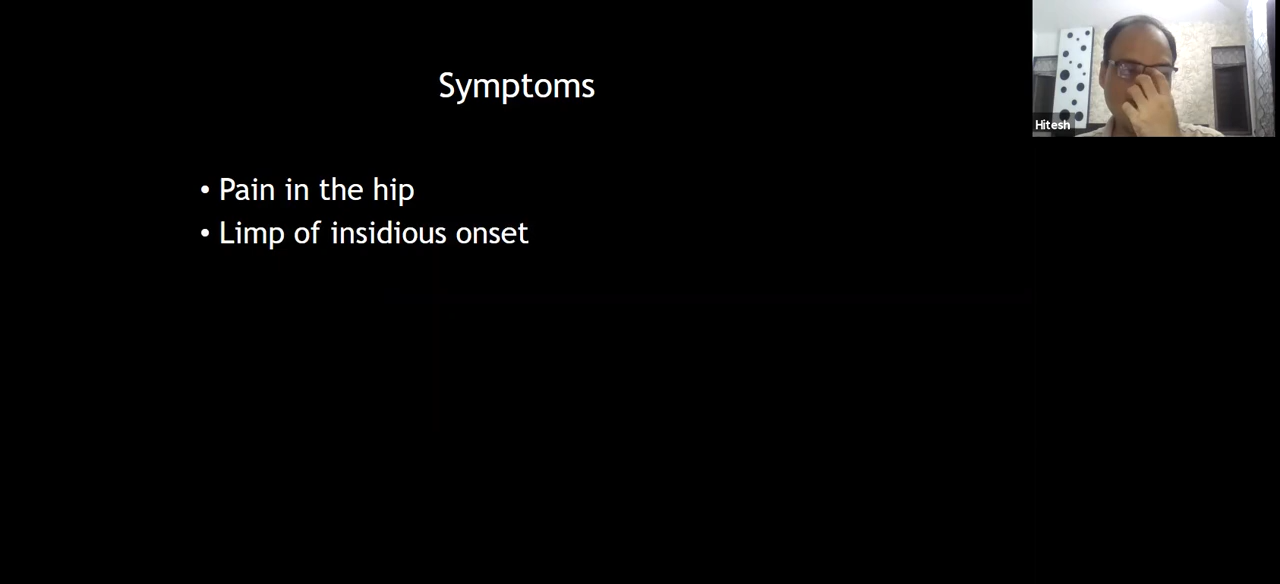 Symptoms
Hitesh
• Pain in the hip
• Limp of insidious onset